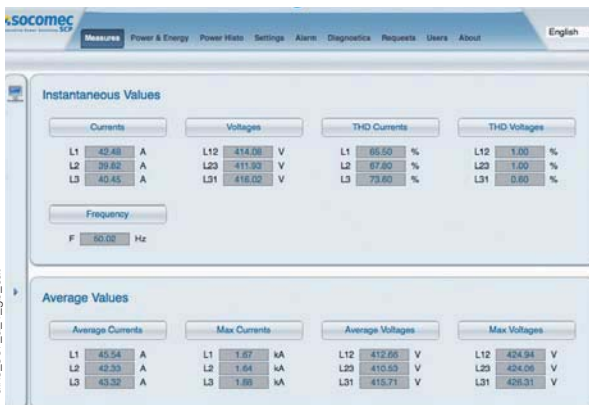 socomec
SCP
Measures Power & Energy Power Histo Settings Alarm Diagnostics Requests Users About English
Instantaneous Values
Currents Voltages THD Currents THD Voltages
L1 42.48 A L12 414.08 V L1 65.50 % L12 1.00 %
L2 39.82 A L23 411.93 V L2 67.80 % L23 1.00 %
L3 40.45 A L31 416.02 V L3 73.60 % L31 0.60 %
Frequency
F 50.02 Hz
Average Values
Average Currents Max Currents Average Voltages Max Voltages
L1 45.54 A L1 1.67 kA L12 412.66 V L12 424.94 V
L2 42.33 A L2 1.64 kA L23 410.53 V L23 424.06 V
L3 43.32 A L3 1.68 kA L31 415.71 V L31 426.31 V